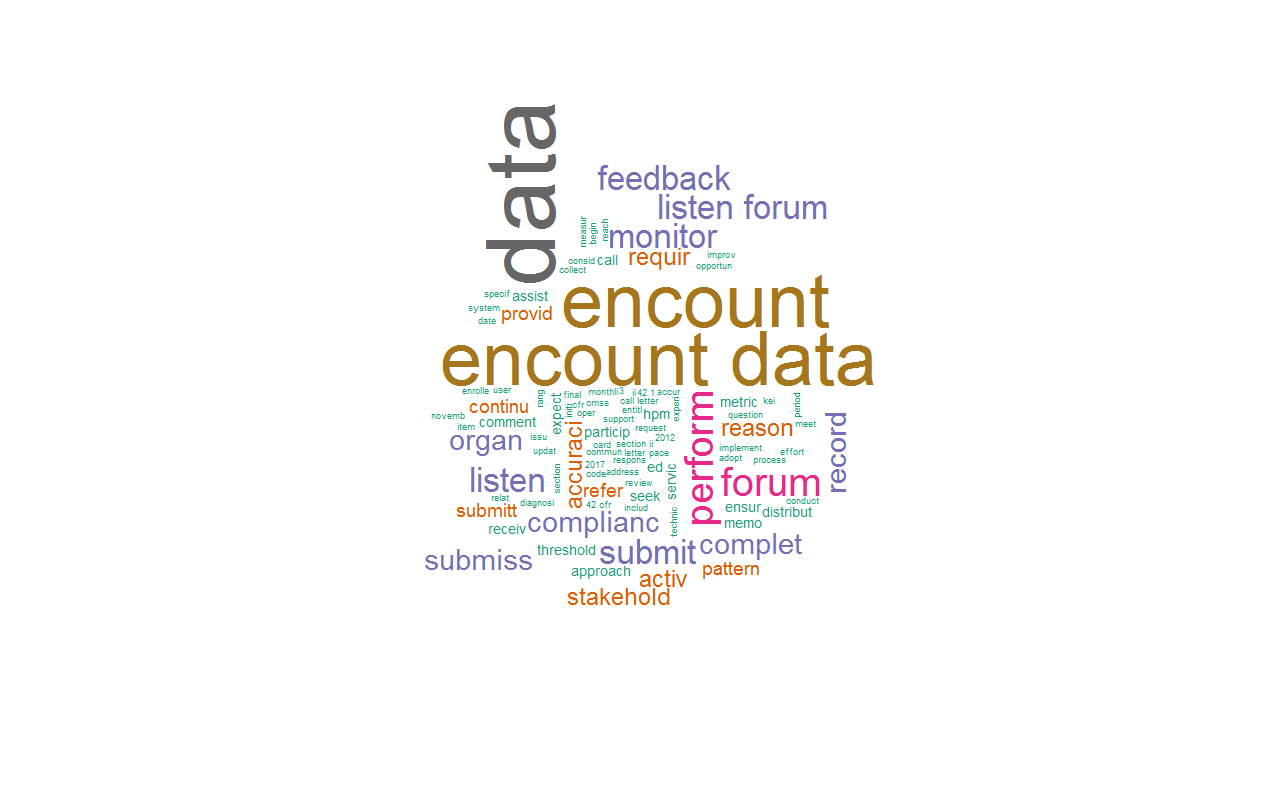 data
feedback
listen forum
measur
begin
reach
monitor
consid
call
requir
improv
collect
opportun
specif
assist
encount
system
provid
date
encount data
enrolle
user
rang
final
monthli
3
ii
42 1
accur
continu
expect
initi
cfr
cmss
call letter
experi
perform
metric
kei
period
novemb
comment
oper
entitl
hpm
question
item
support
request
reason
meet
record
organ
issu
accuraci
particip
2012
updat
card
section ii
implement
effort
commun
letter
pace
adopt
process
listen
section
2017
respons
ed
servic
forum
code
address
relat
refer
review
seek
diagnosi
conduct
submitt
42 cfr
includ
ensur
distribut
receiv
complianc
technic
memo
submiss
threshold
submit
complet
approach
activ
pattern
stakehold